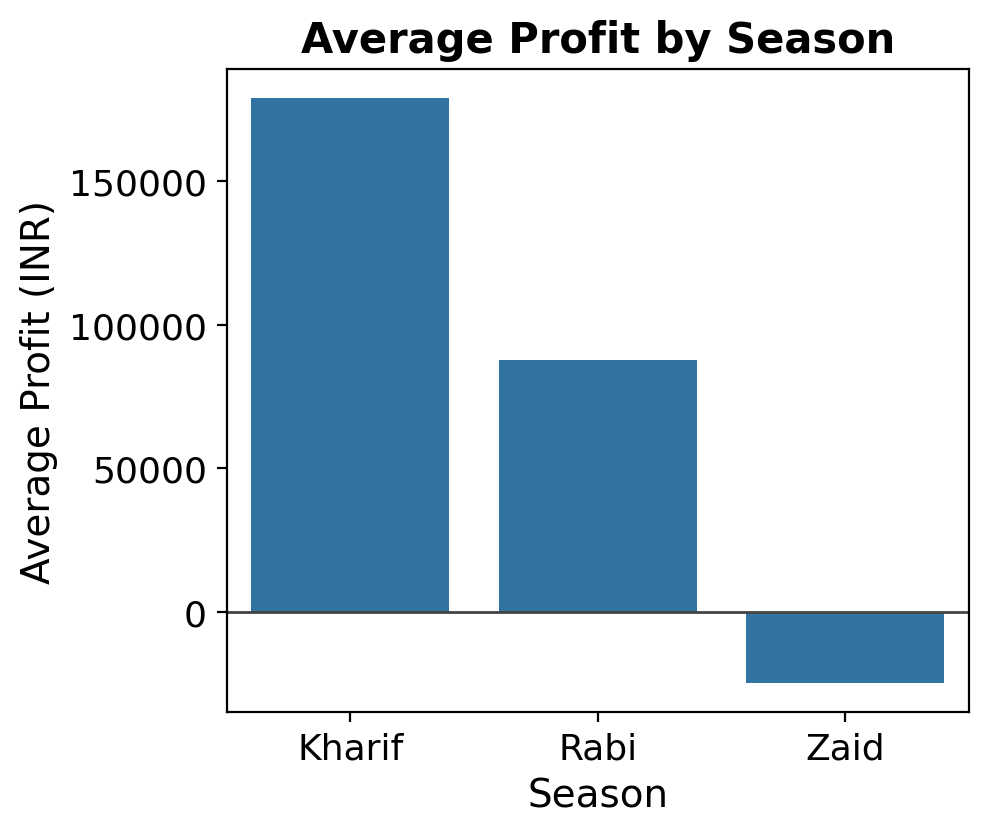 Average Profit by Season
Average Profit (INR)
150000
100000
50000
0
Kharif
Rabi
Zaid
Season